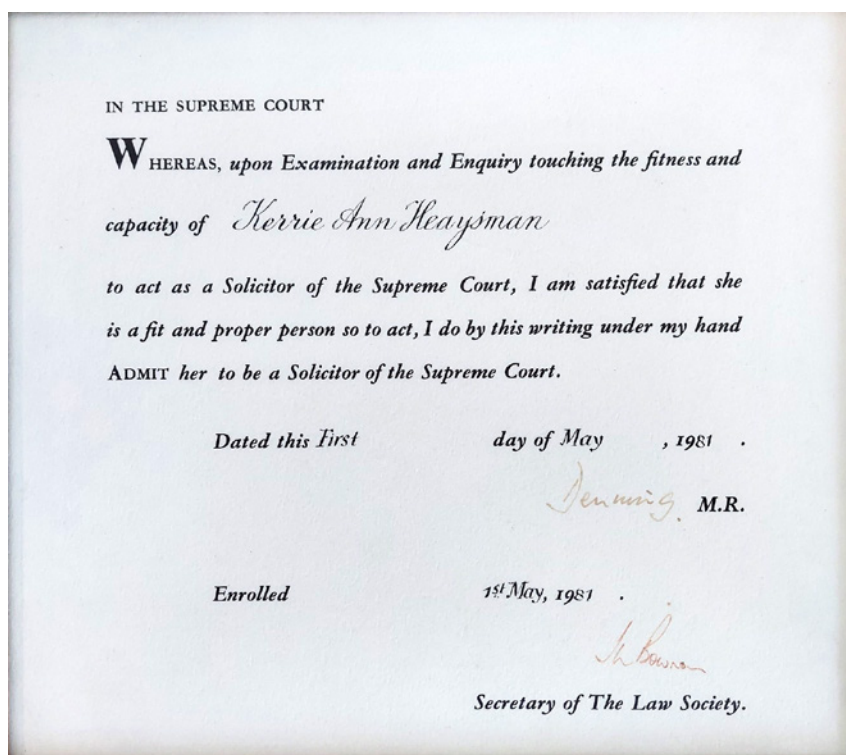 IN THE SUPREME COURT
WHEREAS, upon Examination and Enquiry touching the fitness and
capacity of Kerrie Ann Heaysman
to act as a Solicitor of the Supreme Court, I am satisfied that she
is a fit and proper person so to act, I do by this writing under my hand
ADMIT her to be a Solicitor of the Supreme Court.
Dated this First day of May , 1981 .
Denning. M.R.
Enrolled 1st May, 1981 .
Secretary of The Law Society.